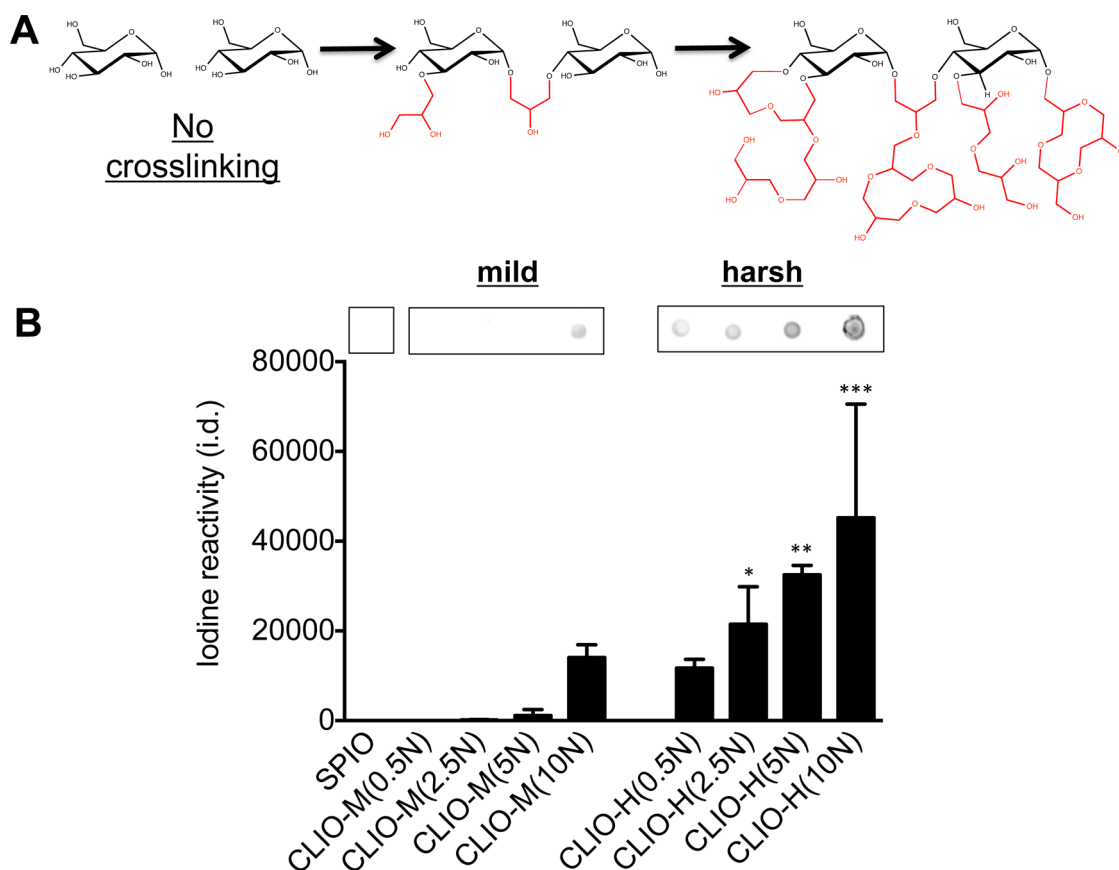 A
No
crosslinking
mild
harsh
B
80000
60000
40000
20000
0
Iodine reactivity (i.d.)
*
**
***
SPIO
CLIO-M(0.5N)
CLIO-M(2.5N)
CLIO-M(5N)
CLIO-M(10N)
CLIO-H(0.5N)
CLIO-H(2.5N)
CLIO-H(5N)
CLIO-H(10N)